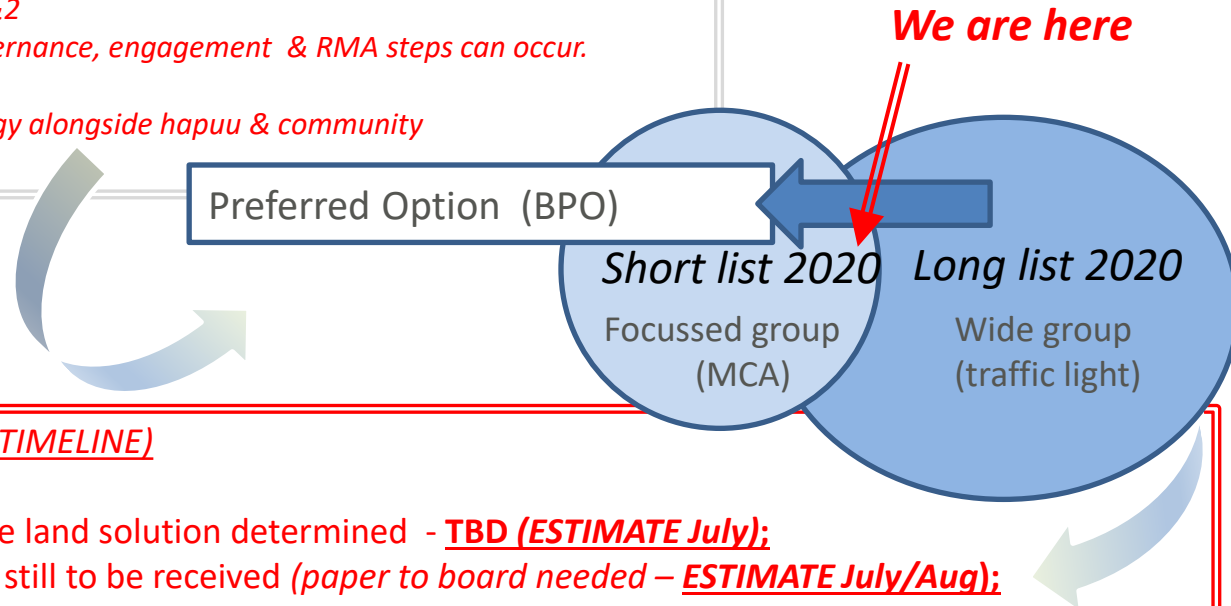 We are here
ernance, engagement & RMA steps can occur.
gy alongside hapuu & community
Preferred Option (BPO)
Short list 2020
Long list 2020
Focussed group
(MCA)
Wide group
(traffic light)
TIMELINE)
e land solution determined - TBD (ESTIMATE July);
still to be received (paper to board needed – ESTIMATE July/Aug);